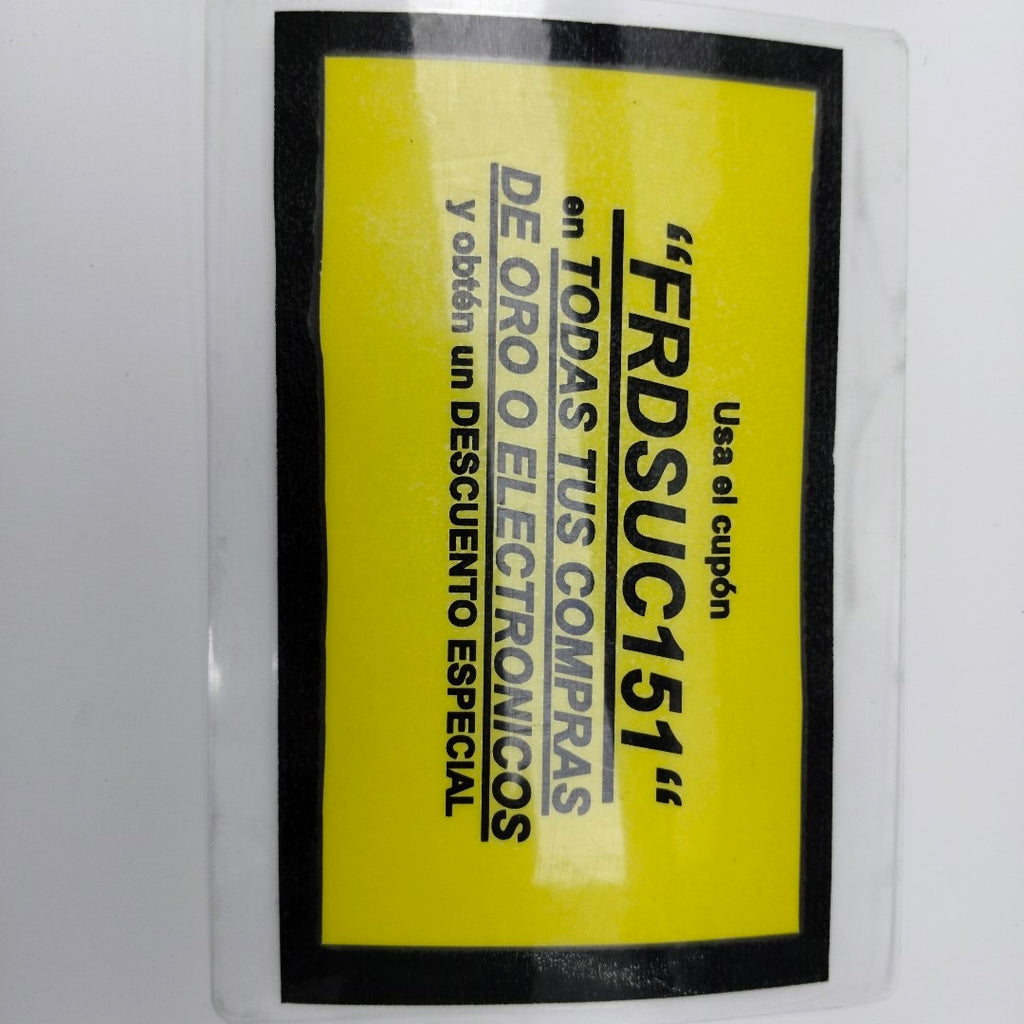 Usa el cupón
“FRDSUC151“
en TODAS TUS COMPRAS
DE ORO O ELECTRONICOS
y obtén un DESCUENTO ESPECIAL